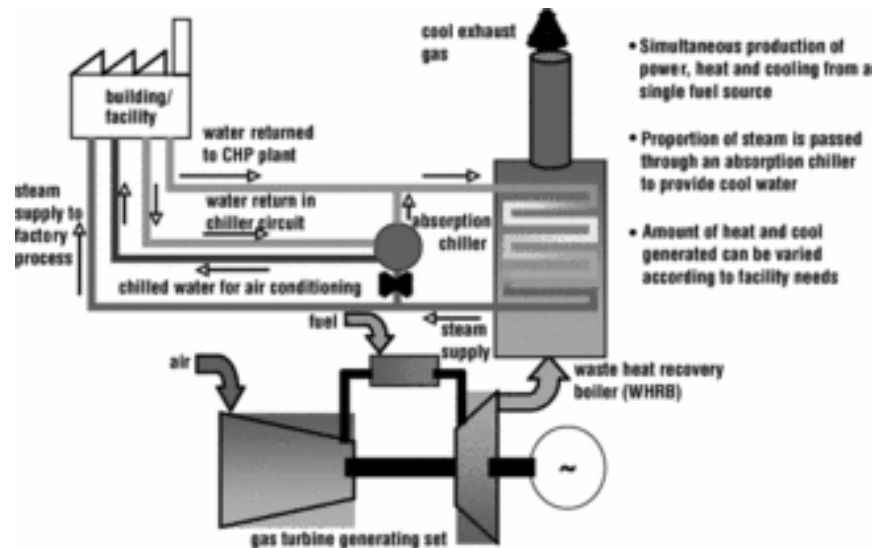 cool exhaust
gas
building/
facility
water returned
to CHP plant
water return in
chiller circuit
absorption
chiller
steam
supply to
factory
process
chilled water for air conditioning
fuel
steam
supply
air
waste heat recovery
boiler (WHRB)
~
gas turbine generating set
• Simultaneous production of
power, heat and cooling from a
single fuel source
• Proportion of steam is passed
through an absorption chiller
to provide cool water
• Amount of heat and cool
generated can be varied
according to facility needs